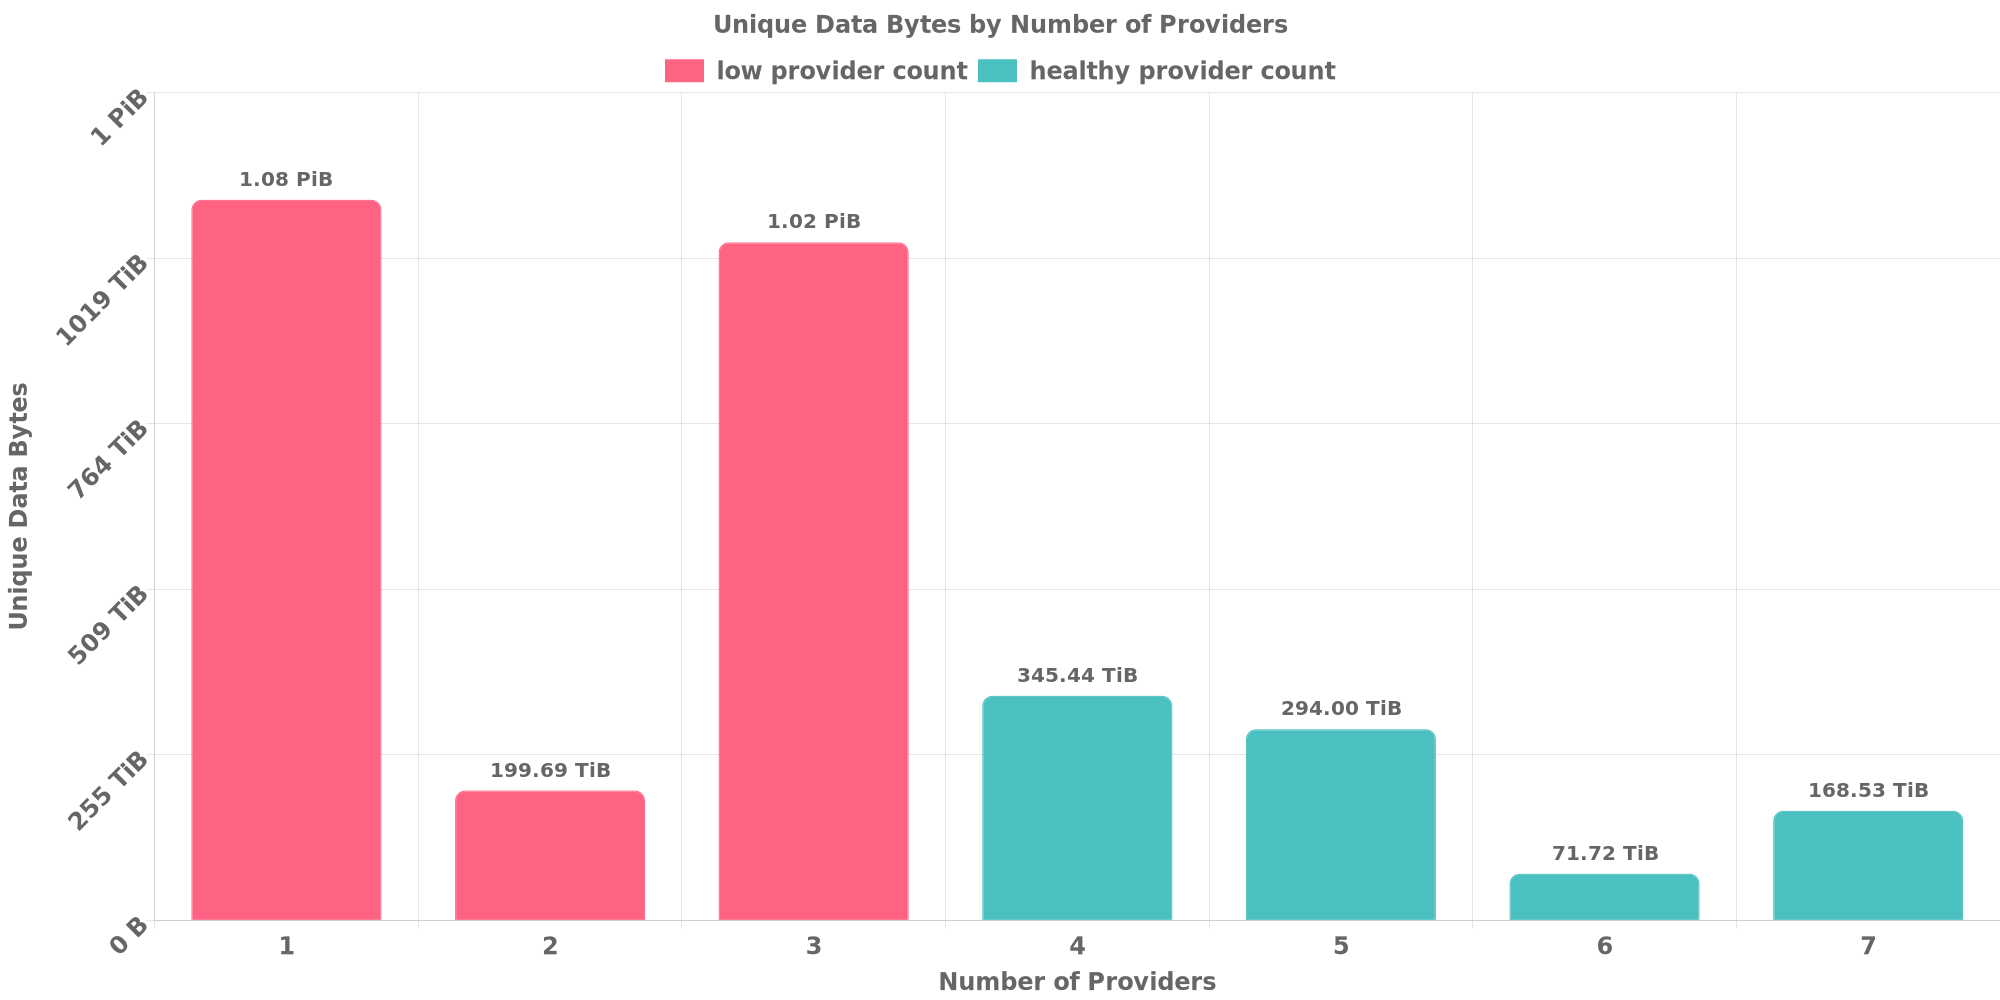 Unique Data Bytes by Number of Providers
low provider count healthy provider count
1 PiB
1019 TiB
764 TiB
509 TiB
255 TiB
0 B
Unique Data Bytes
1.08 PiB
199.69 TiB
1.02 PiB
345.44 TiB
294.00 TiB
71.72 TiB
168.53 TiB
1 2 3 4 5 6 7
Number of Providers